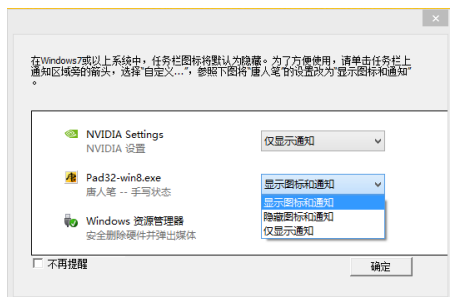 在Windows7或以上系统中，任务栏图标将默认为隐藏。为了方便使用，请单击任务栏上
通知区域旁的箭头，选择"自定义..."，参照下图将"唐人笔"的设置改为"显示图标和通知"
。
NVIDIA Settings
NVIDIA 设置
仅显示通知
Pad32-win8.exe
唐人笔 -- 手写状态
显示图标和通知
显示图标和通知
隐藏图标和通知
仅显示通知
Windows 资源管理器
安全删除硬件并弹出媒体
不再提醒
确定